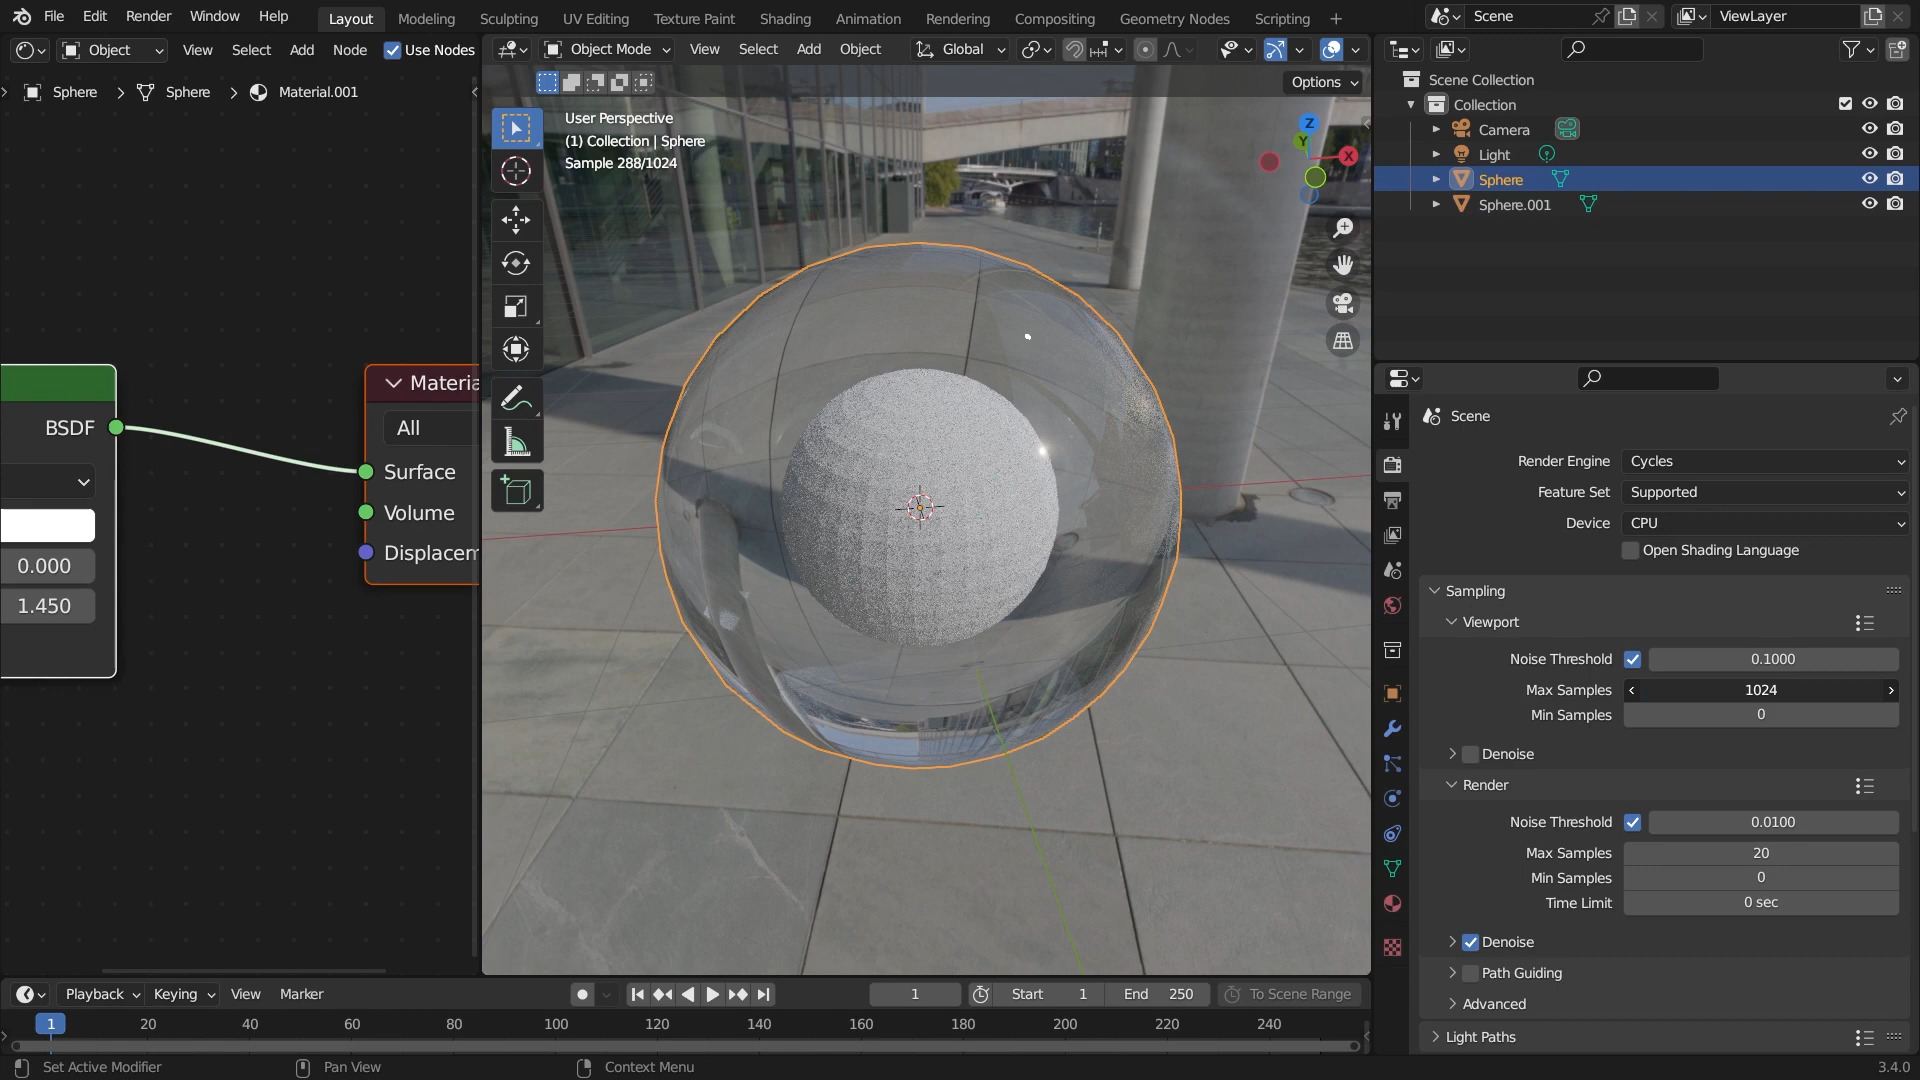 File Edit Render Window Help Layout Modeling Sculpting UV Editing Texture Paint Shading Animation Rendering Compositing Geometry Nodes Scripting + Scene ViewLayer
Object View Select Add Node Use Nodes
Object Mode View Select Add Object Global
Options
Sphere > Sphere > Material.001
User Perspective
(1) Collection | Sphere
Sample 288/1024
Z
Y
X
BSDF
0.000
1.450
Materia
All
Surface
Volume
Displacem
Scene Collection
Collection
Camera
Light
Sphere
Sphere.001
Scene
Render Engine Cycles
Feature Set Supported
Device CPU
Open Shading Language
Sampling
Viewport
Noise Threshold 0.1000
Max Samples 1024
Min Samples 0
Denoise
Render
Noise Threshold 0.0100
Max Samples 20
Min Samples 0
Time Limit 0 sec
Denoise
Path Guiding
Advanced
Light Paths
Playback Keying View Marker 1 Start 1 End 250 To Scene Range
1 20 40 60 80 100 120 140 160 180 200 220 240
Set Active Modifier Pan View Context Menu 3.4.0